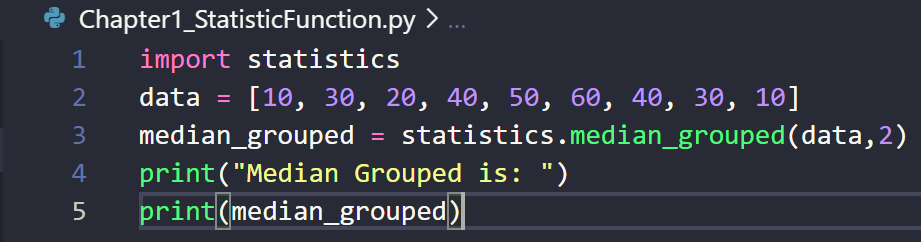 Chapter1_StatisticFunction.py > ...
1 import statistics
2 data = [10, 30, 20, 40, 50, 60, 40, 30, 10]
3 median_grouped = statistics.median_grouped(data,2)
4 print("Median Grouped is: ")
5 print(median_grouped)